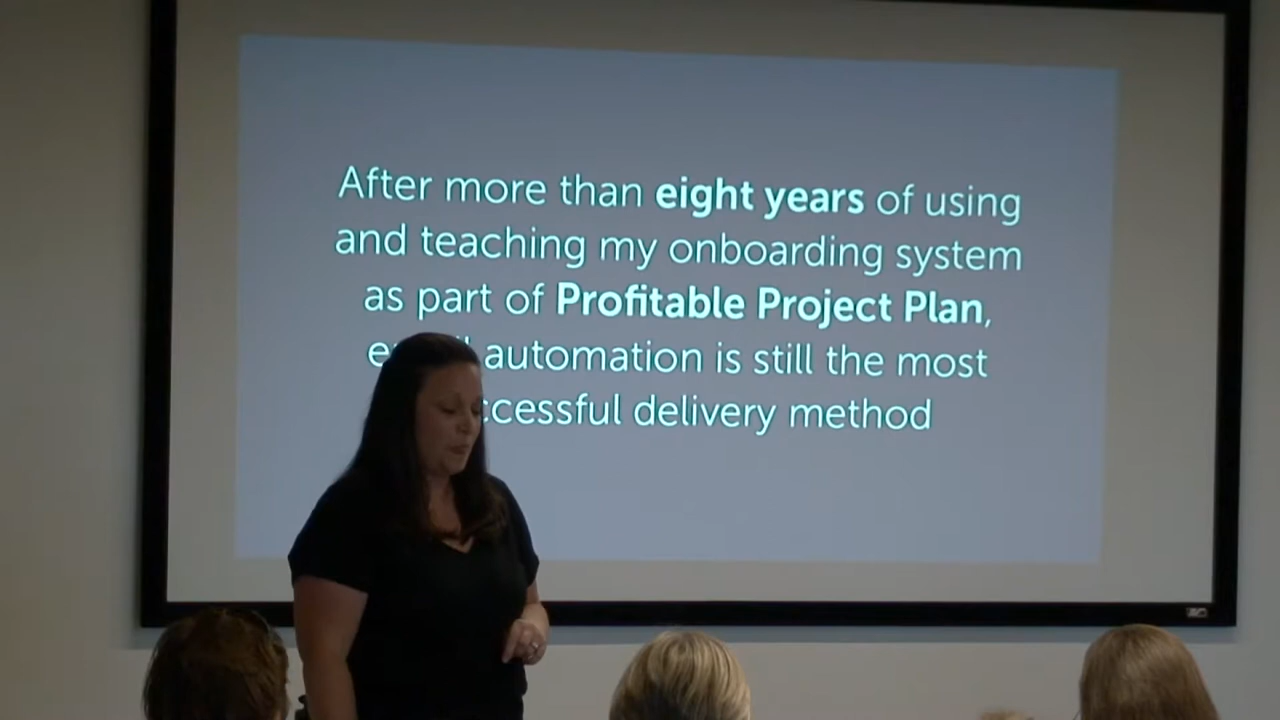 After more than eight years of using
and teaching my onboarding system
as part of Profitable Project Plan,
automation is still the most
delivery method